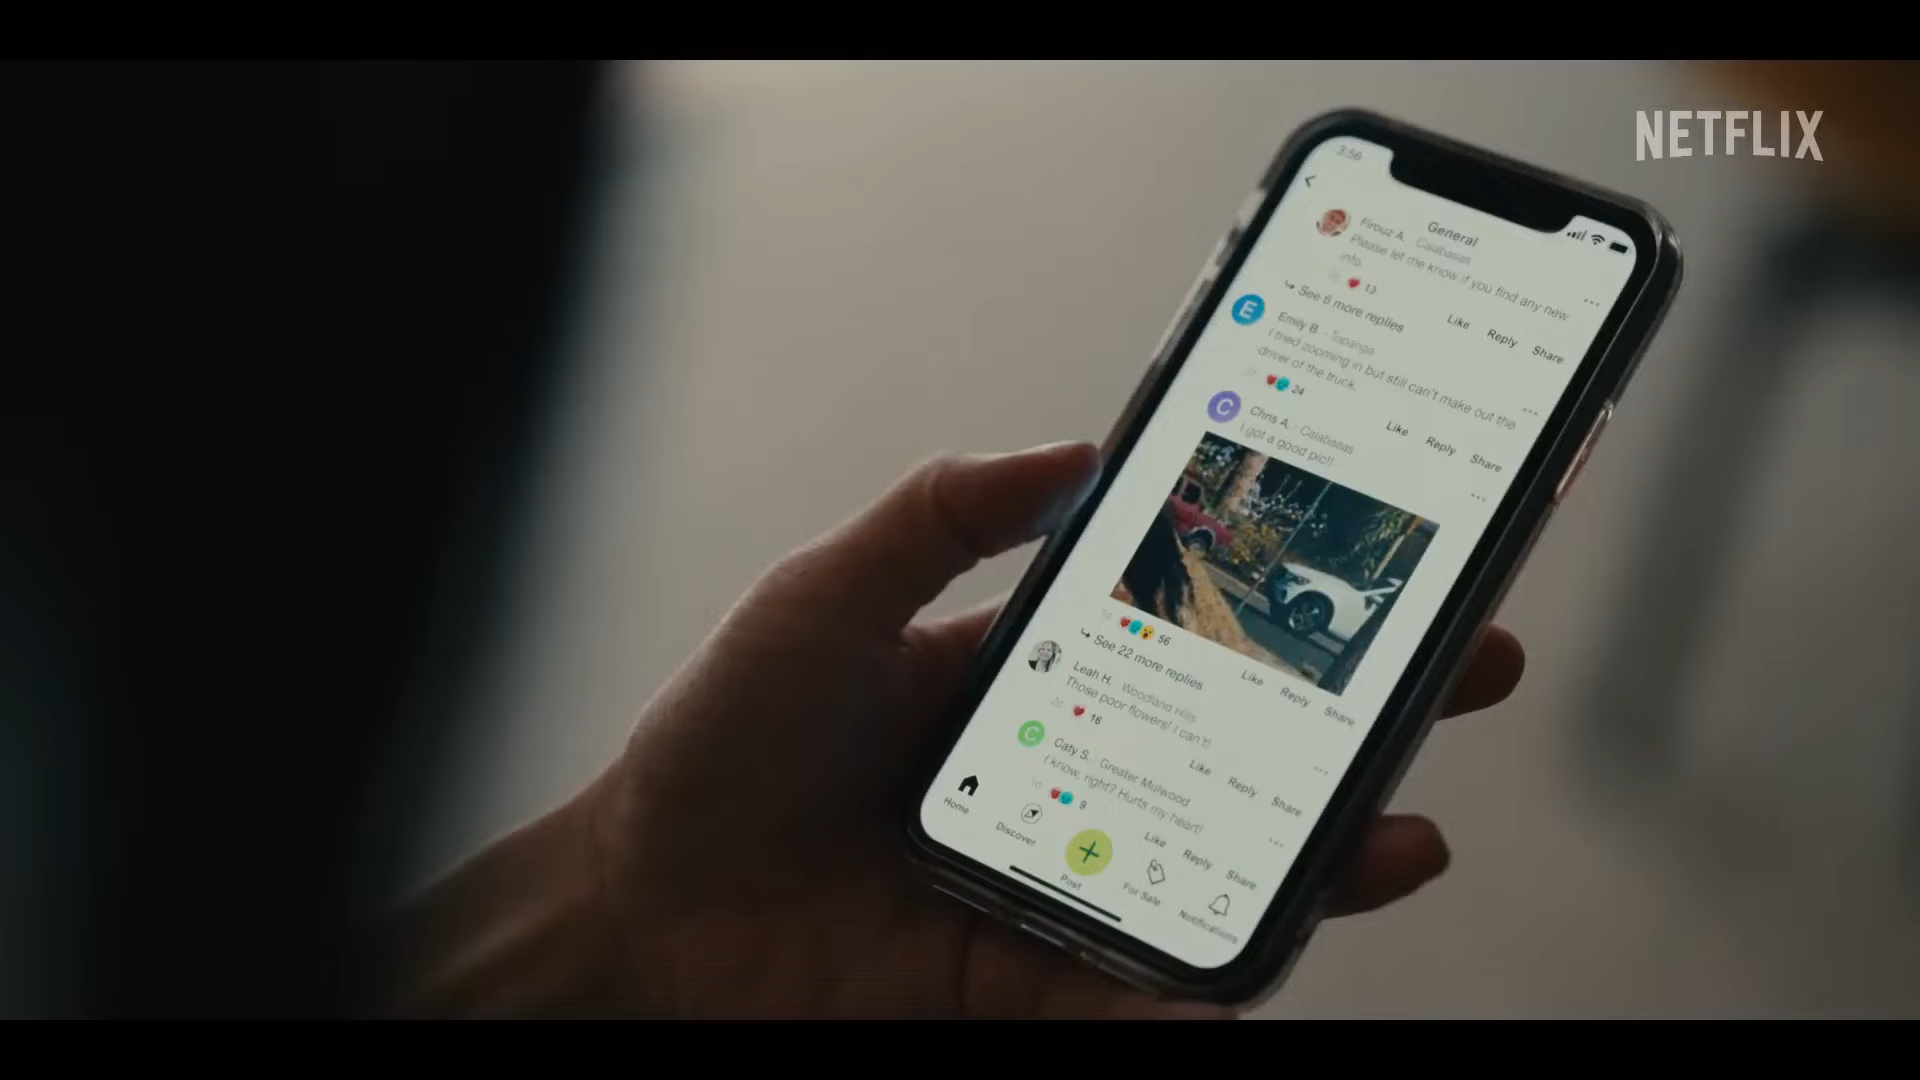 NETFLIX
3:56
General
Firouz A. Calabasas
Please let me know if you find any new
info.
13
Like Reply Share
See 6 more replies
E
Emily B. · Topanga
I tried zooming in but still can't make out the
driver of the truck.
24
Like Reply Share
C
Chris A. · Calabasas
I got a good pic!!
56
Like Reply Share
See 22 more replies
Leah H. Woodland Hills
Those poor flowers! I can't!
16
Like Reply Share
C
Caty S. · Greater Mulwood
I know, right? Hurts my heart!
9
Like Reply Share
Home
Discover
Post
For Sale
Notifications